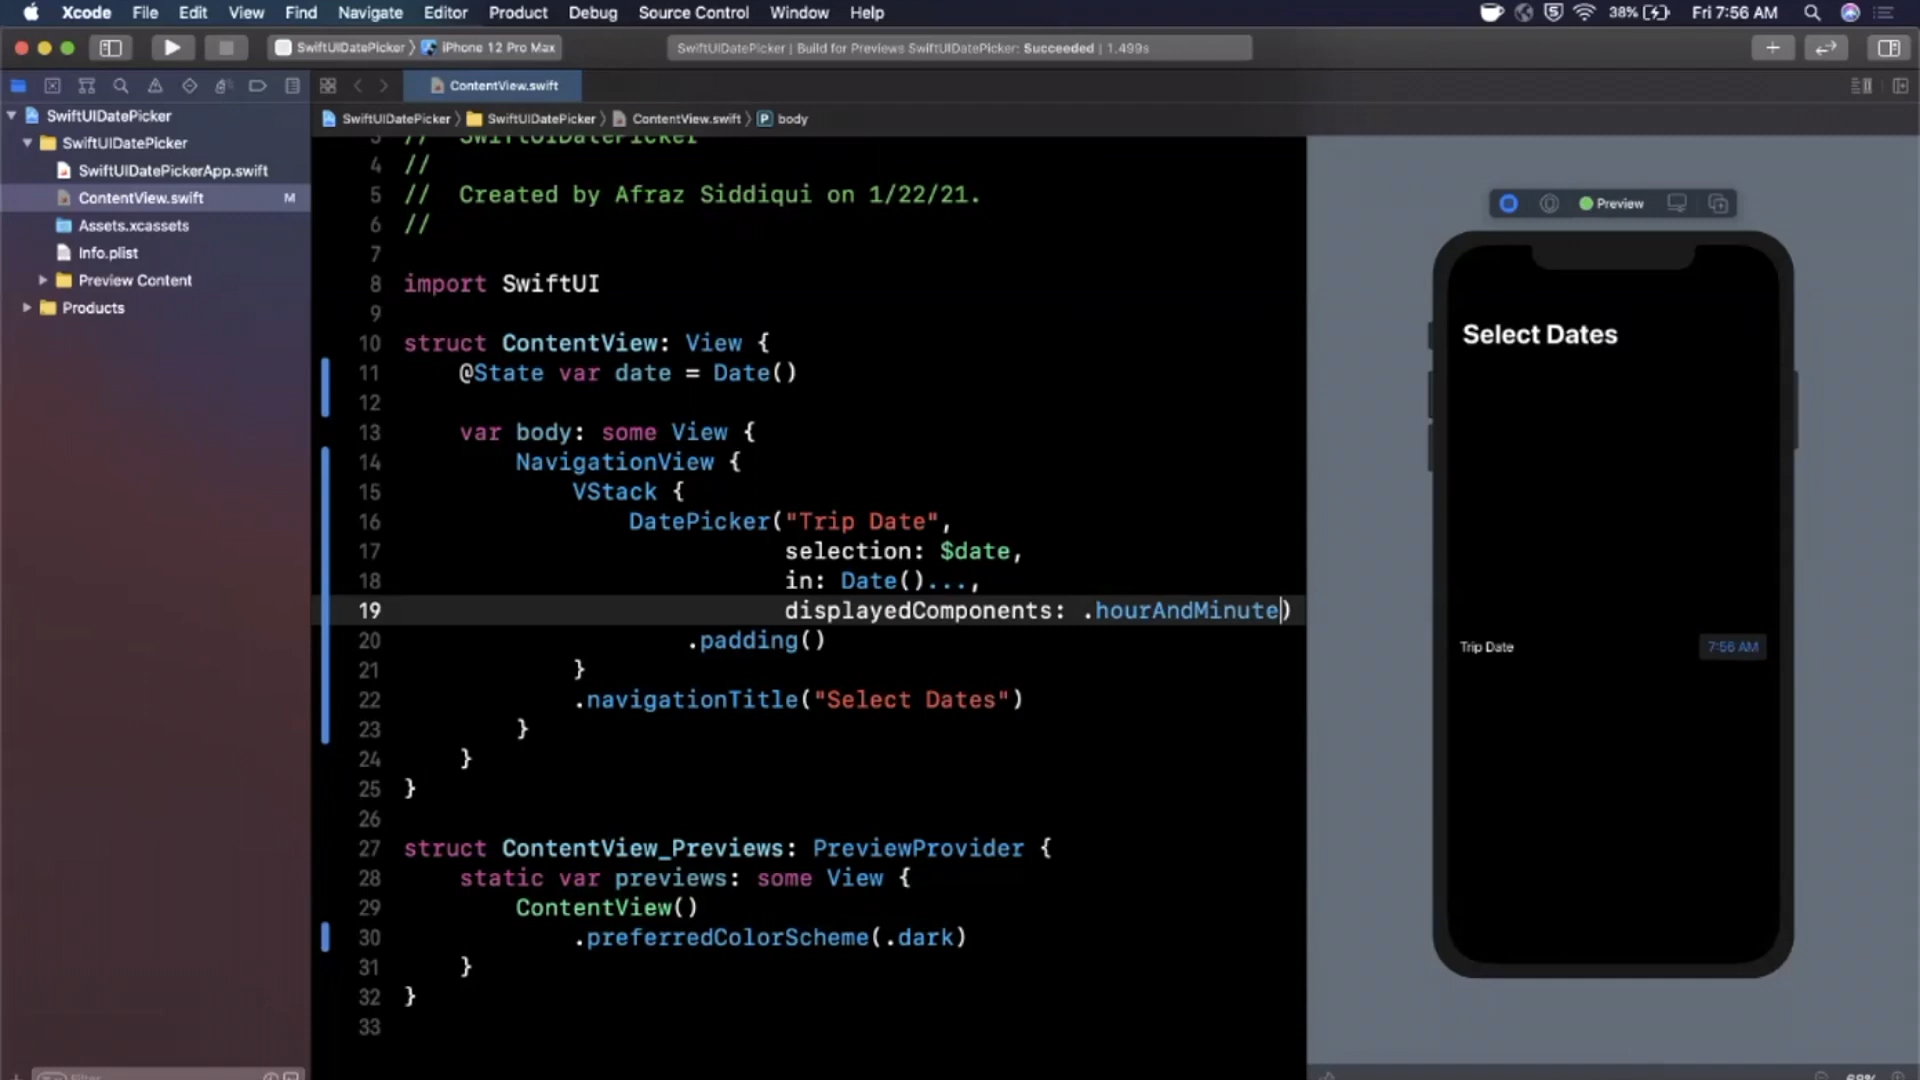 Xcode File Edit View Find Navigate Editor Product Debug Source Control Window Help 38% Fri 7:56 AM
SwiftUIDatePicker iPhone 12 Pro Max SwiftUIDatePicker | Build for Previews SwiftUIDatePicker: Succeeded | 1.499s
ContentView.swift
SwiftUIDatePicker SwiftUIDatePicker ContentView.swift P body
SwiftUIDatePicker
SwiftUIDatePicker
SwiftUIDatePickerApp.swift
ContentView.swift M
Assets.xcassets
Info.plist
Preview Content
Products
3 // SwiftUIDatePicker
4 //
5 // Created by Afraz Siddiqui on 1/22/21.
6 //
7
8 import SwiftUI
9
10 struct ContentView: View {
11 @State var date = Date()
12
13 var body: some View {
14 NavigationView {
15 VStack {
16 DatePicker("Trip Date",
17 selection: $date,
18 in: Date()...,
19 displayedComponents: .hourAndMinute)
20 .padding()
21 }
22 .navigationTitle("Select Dates")
23 }
24 }
25 }
26
27 struct ContentView_Previews: PreviewProvider {
28 static var previews: some View {
29 ContentView()
30 .preferredColorScheme(.dark)
31 }
32 }
33
Preview
Select Dates
Trip Date 7:56 AM